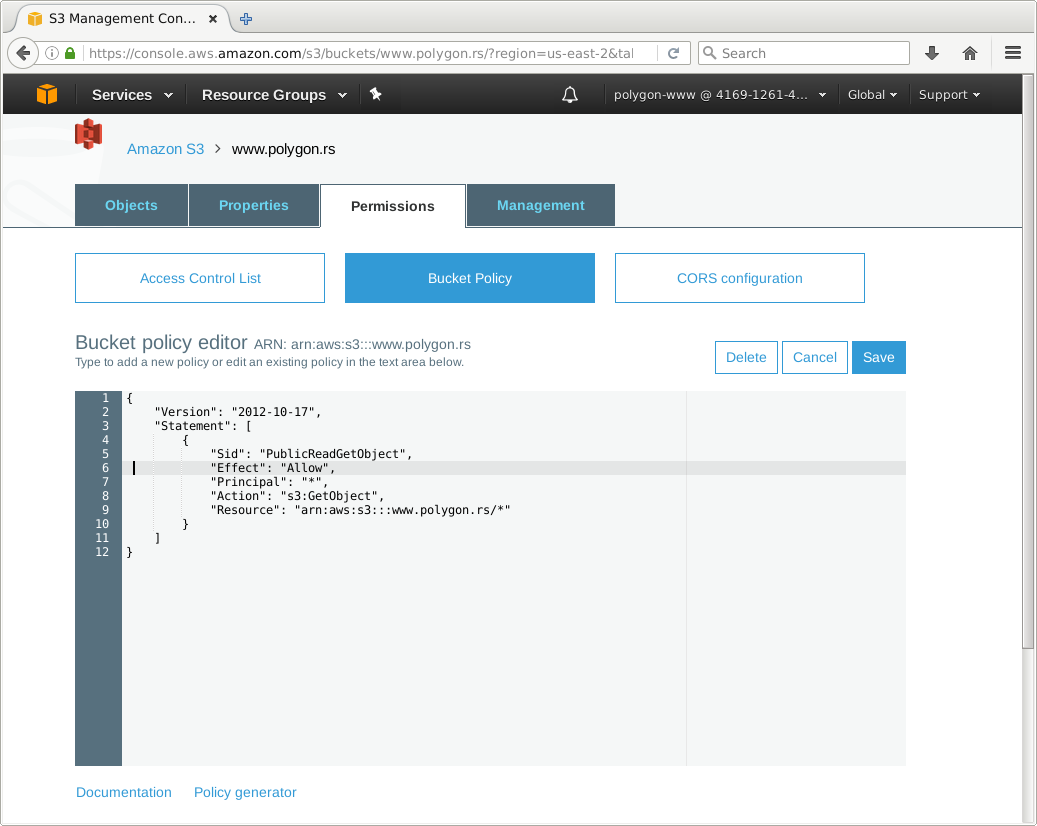 S3 Management Con...
https://console.aws.amazon.com/s3/buckets/www.polygon.rs/?region=us-east-2&tal
Search
Services
Resource Groups
polygon-www @ 4169-1261-4...
Global
Support
Amazon S3 > www.polygon.rs
Objects
Properties
Permissions
Management
Access Control List
Bucket Policy
CORS configuration
Bucket policy editor ARN: arn:aws:s3:::www.polygon.rs
Type to add a new policy or edit an existing policy in the text area below.
Delete
Cancel
Save
1 {
2     "Version": "2012-10-17",
3     "Statement": [
4         {
5             "Sid": "PublicReadGetObject",
6             "Effect": "Allow",
7             "Principal": "*",
8             "Action": "s3:GetObject",
9             "Resource": "arn:aws:s3:::www.polygon.rs/*"
10         }
11     ]
12 }
Documentation
Policy generator